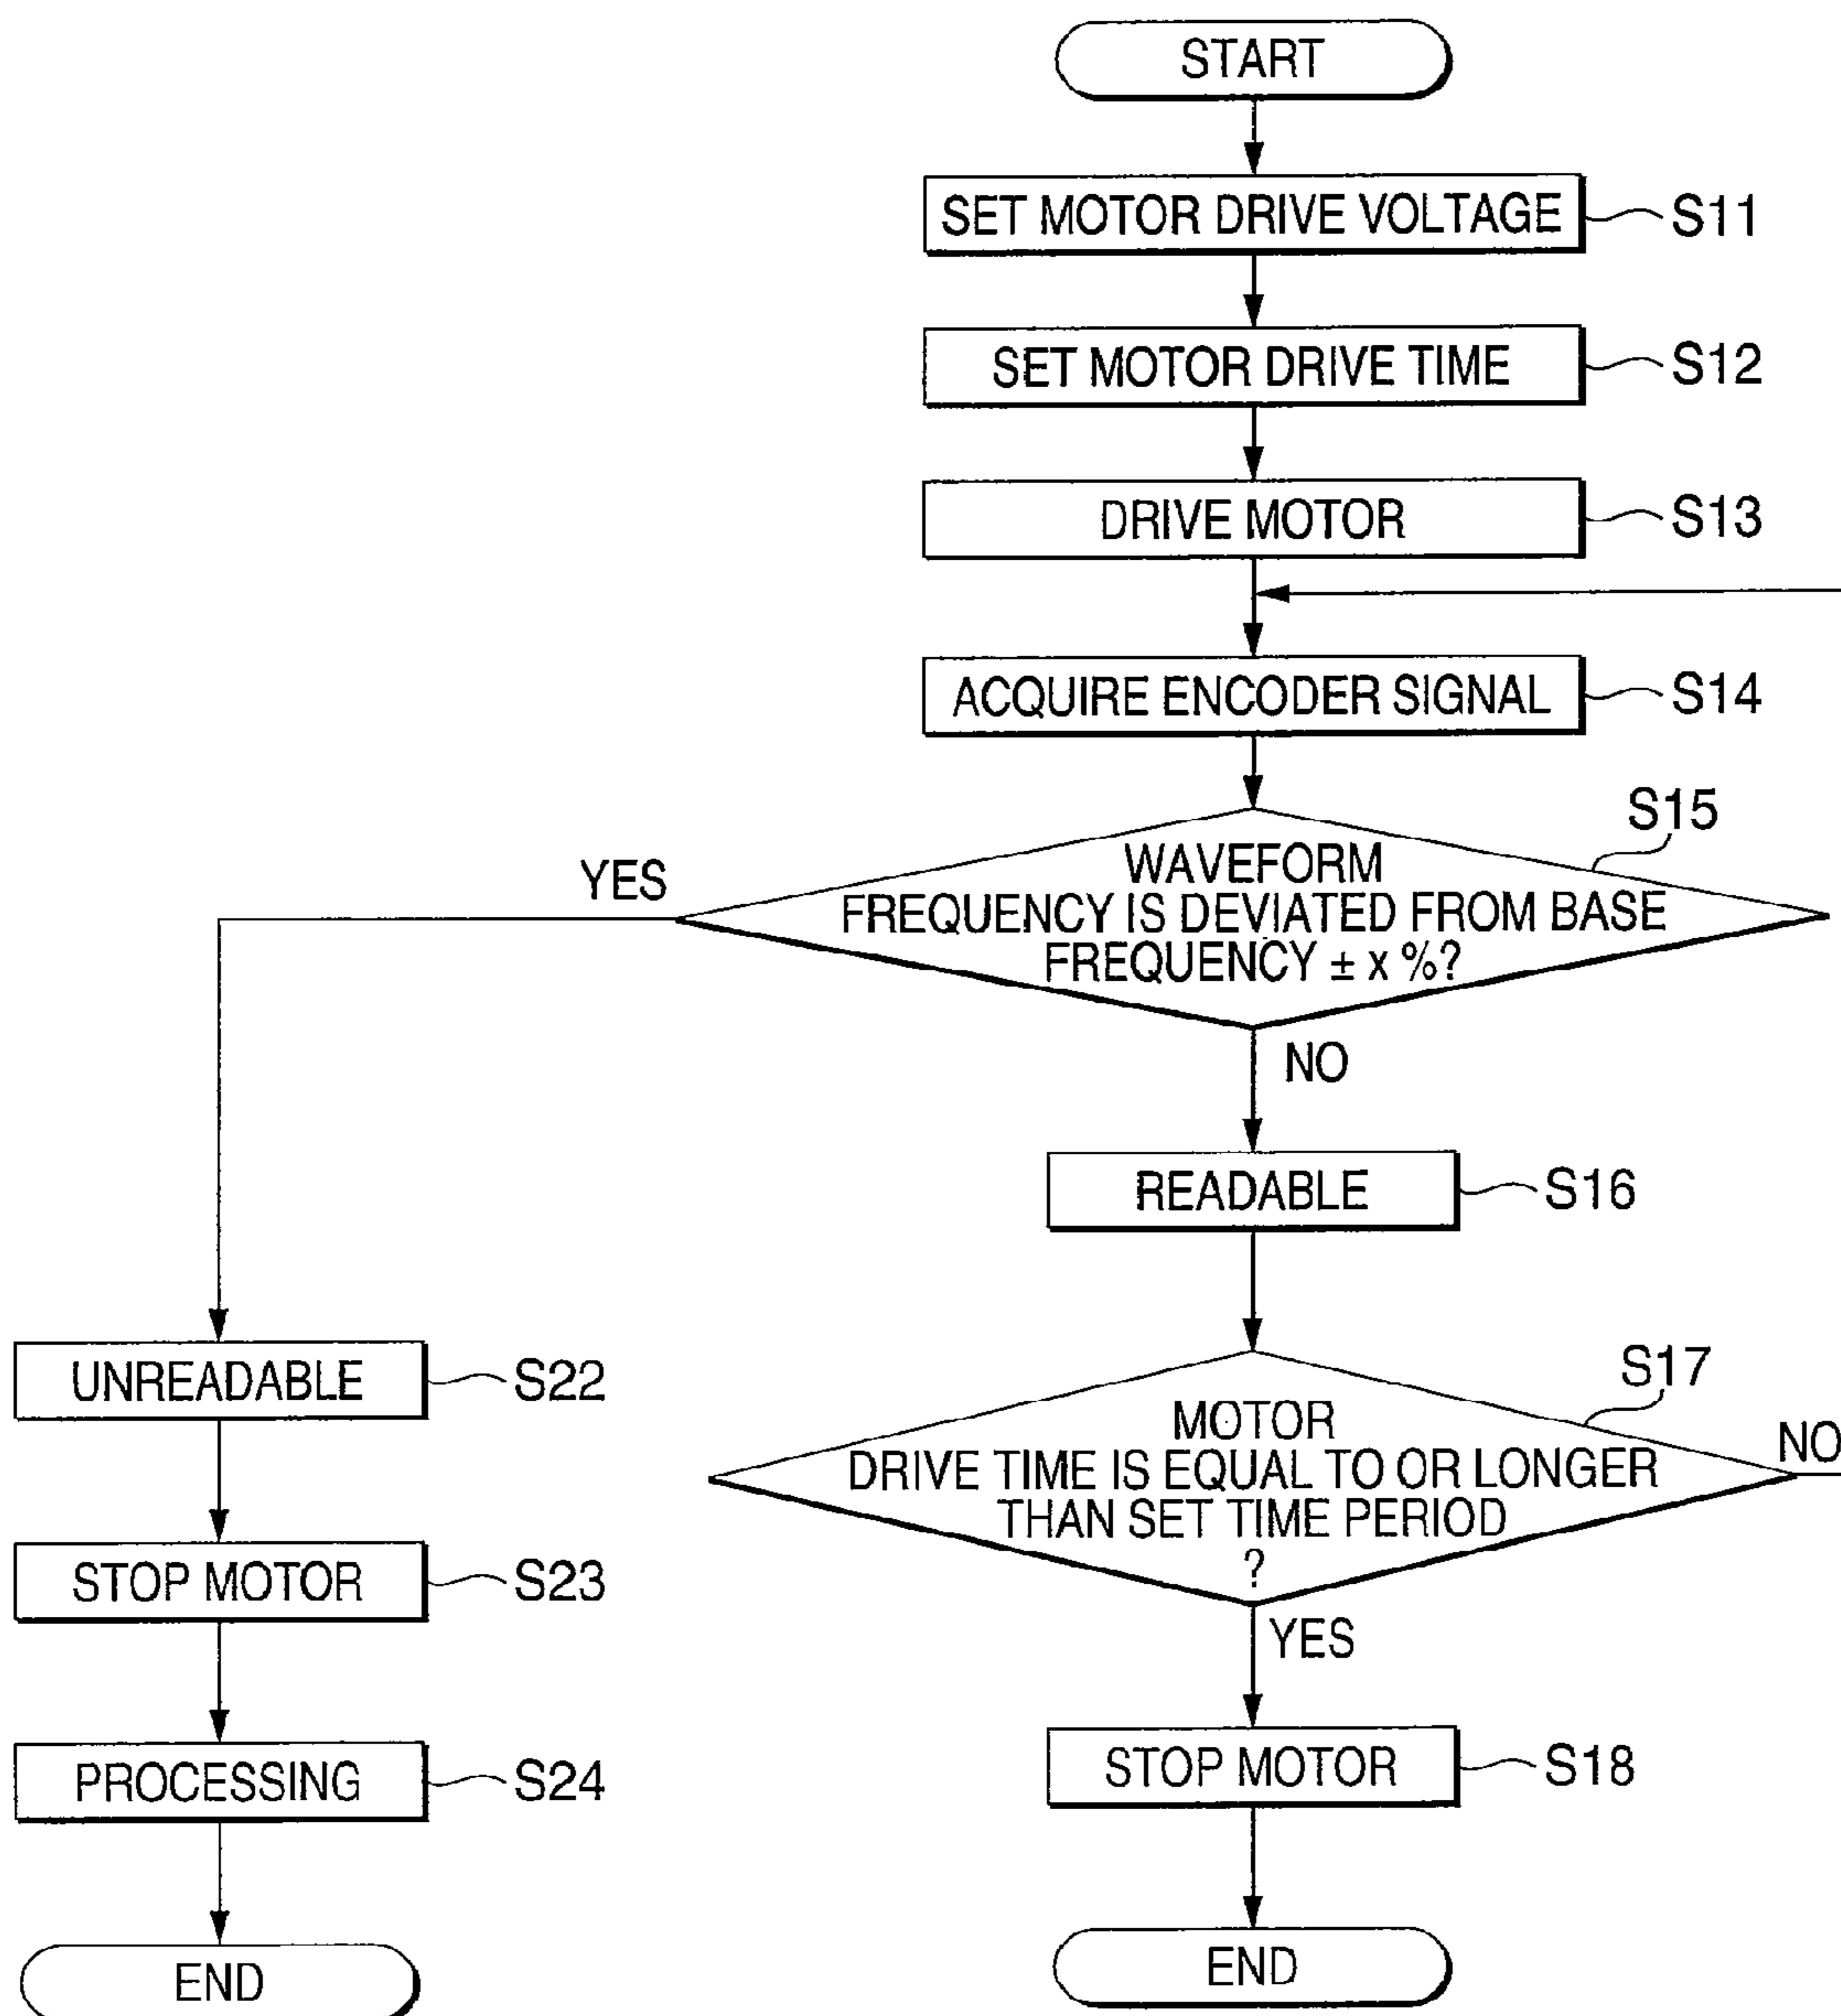 START
SET MOTOR DRIVE VOLTAGE S11
SET MOTOR DRIVE TIME S12
DRIVE MOTOR S13
ACQUIRE ENCODER SIGNAL S14
S15
YES
WAVEFORM
FREQUENCY IS DEVIATED FROM BASE
FREQUENCY ± x %?
NO
READABLE S16
UNREADABLE S22
S17
MOTOR
DRIVE TIME IS EQUAL TO OR LONGER
THAN SET TIME PERIOD
?
NO
YES
STOP MOTOR S23
STOP MOTOR S18
PROCESSING S24
END
END